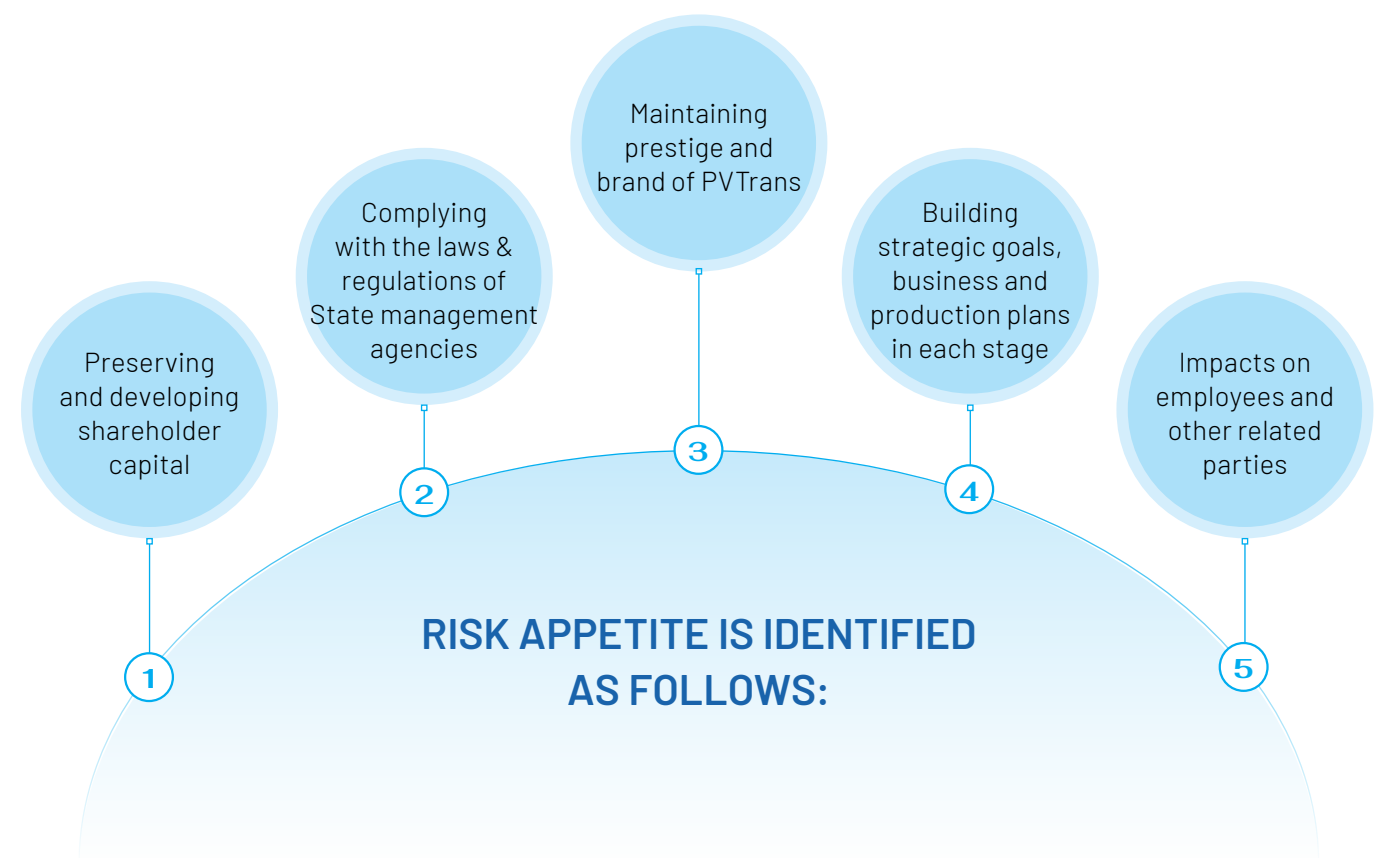 Preserving
and developing
shareholder
capital
1
Complying
with the laws &
regulations of
State management
agencies
2
Maintaining
prestige and
brand of PVTrans
3
Building
strategic goals,
business and
production plans
in each stage
4
Impacts on
employees and
other related
parties
5
RISK APPETITE IS IDENTIFIED
AS FOLLOWS: